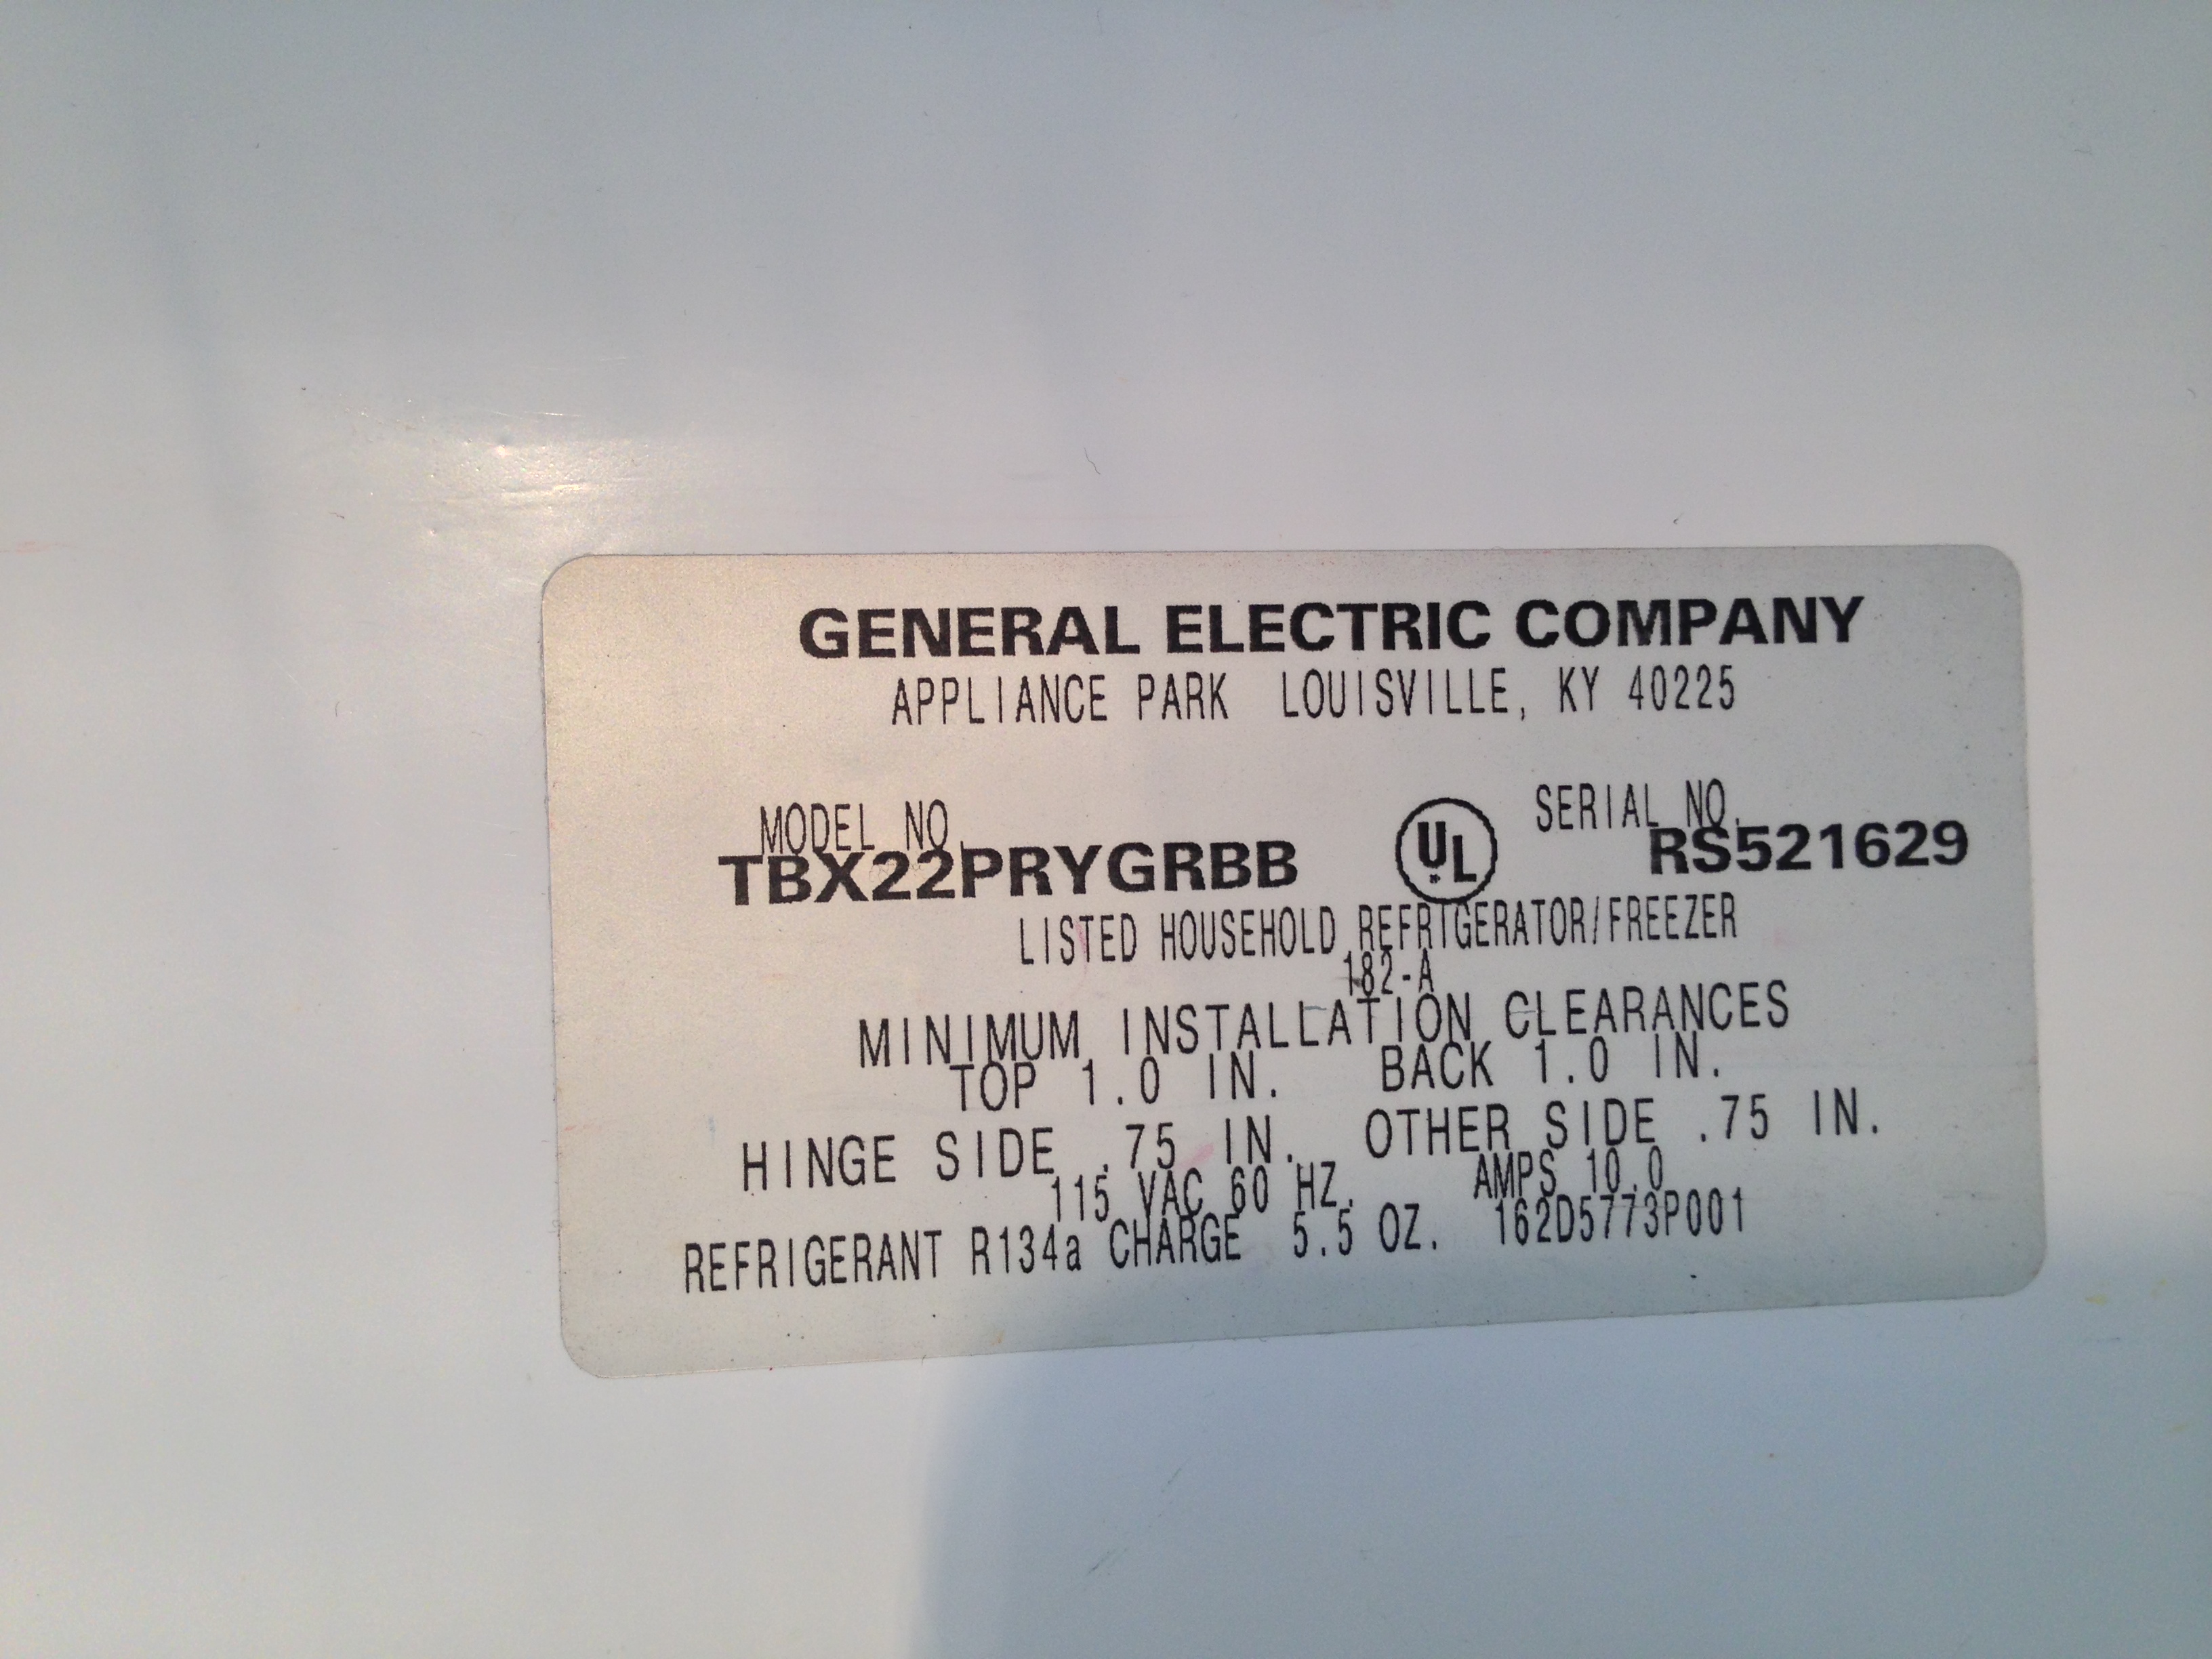 GENERAL ELECTRIC COMPANY
APPLIANCE PARK LOUISVILLE, KY 40225
MODEL NO.
TBX22PRYGRBB
UL
SERIAL NO.
RS521629
LISTED HOUSEHOLD REFRIGERATOR/FREEZER
182-A
MINIMUM INSTALLATION CLEARANCES
TOP 1.0 IN. BACK 1.0 IN.
HINGE SIDE .75 IN. OTHER SIDE .75 IN.
115 VAC 60 HZ. AMPS 10.0
REFRIGERANT R134a CHARGE 5.5 OZ. 162D5773P001